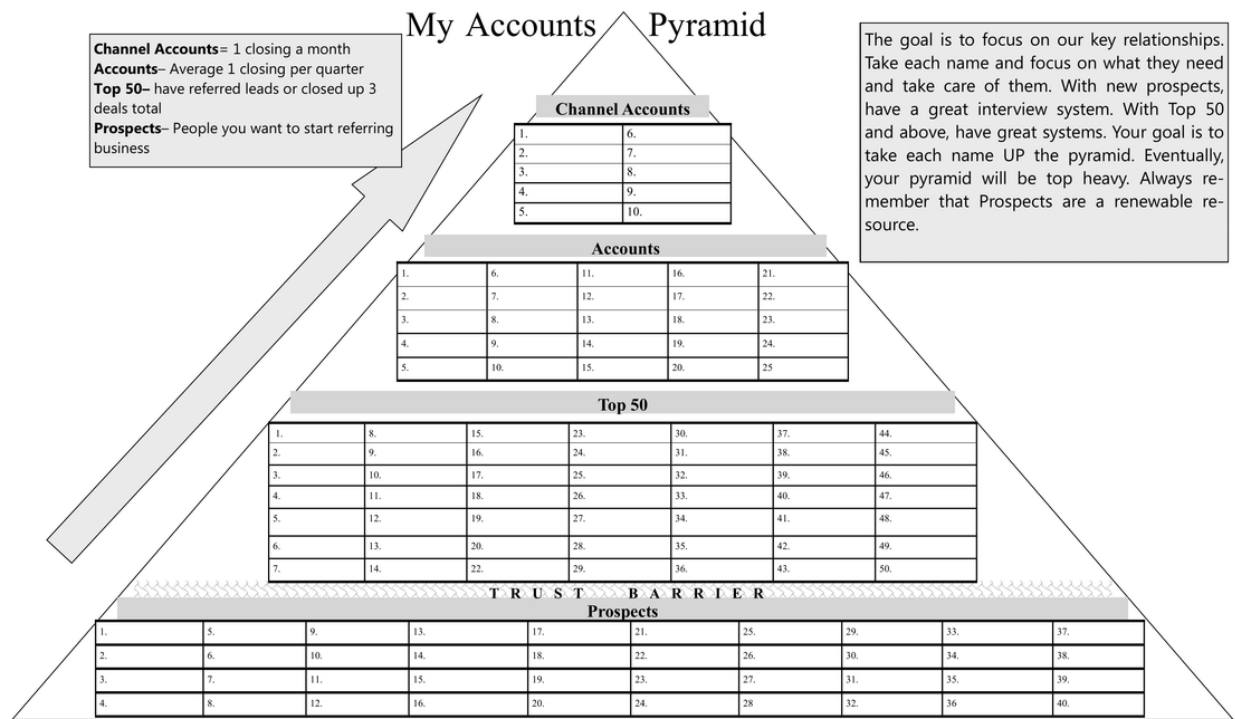 My Accounts Pyramid
Channel Accounts= 1 closing a month
Accounts– Average 1 closing per quarter
Top 50– have referred leads or closed up 3
deals total
Prospects– People you want to start referring
business
The goal is to focus on our key relationships.
Take each name and focus on what they need
and take care of them. With new prospects,
have a great interview system. With Top 50
and above, have great systems. Your goal is to
take each name UP the pyramid. Eventually,
your pyramid will be top heavy. Always re-
member that Prospects are a renewable re-
source.
Channel Accounts
1. 6.
2. 7.
3. 8.
4. 9.
5. 10.
Accounts
1. 6. 11. 16. 21.
2. 7. 12. 17. 22.
3. 8. 13. 18. 23.
4. 9. 14. 19. 24.
5. 10. 15. 20. 25
Top 50
1. 8. 15. 23. 30. 37. 44.
2. 9. 16. 24. 31. 38. 45.
3. 10. 17. 25. 32. 39. 46.
4. 11. 18. 26. 33. 40. 47.
5. 12. 19. 27. 34. 41. 48.
6. 13. 20. 28. 35. 42. 49.
7. 14. 22. 29. 36. 43. 50.
TRUST BARRIER
Prospects
1. 5. 9. 13. 17. 21. 25. 29. 33. 37.
2. 6. 10. 14. 18. 22. 26. 30. 34. 38.
3. 7. 11. 15. 19. 23. 27. 31. 35. 39.
4. 8. 12. 16. 20. 24. 28 32. 36 40.